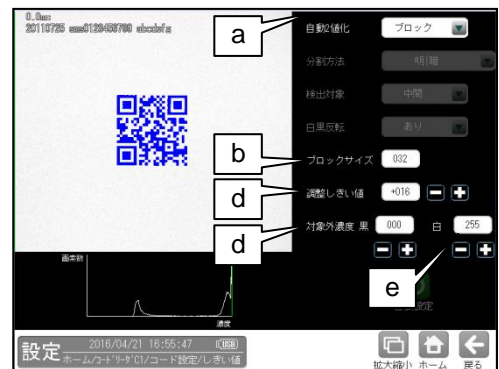 0.0ms
20110725 sms0123456789 abcdefg
a
自動2値化 ブロック
分割方法 明|暗
検出対象 中間
白黒反転 あり
b
ブロックサイズ 032
d
調整しきい値 +016
d
対象外濃度 黒 000 白 255
e
画素数
濃度
設定
2016/04/21 16:55:47 USB
ホーム/コードリーダC1/コード設定/しきい値
設定
拡大縮小 ホーム 戻る